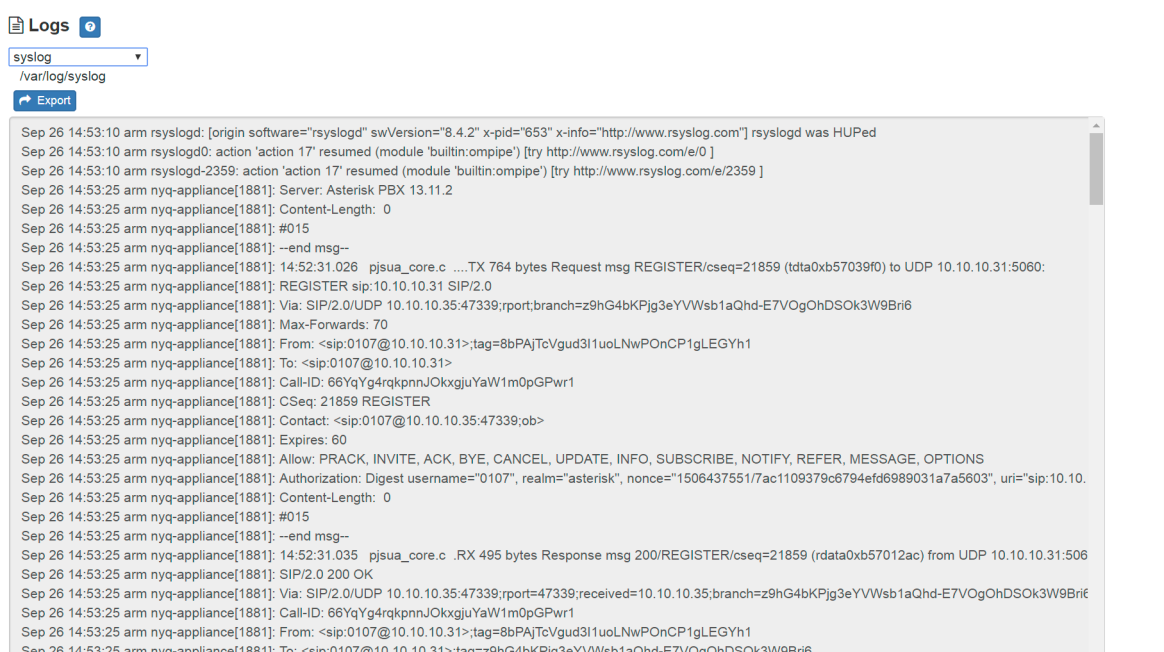 Logs
syslog
/var/log/syslog
Export
Sep 26 14:53:10 arm rsyslogd: [origin software="rsyslogd" swVersion="8.4.2" x-pid="653" x-info="http://www.rsyslog.com"] rsyslogd was HUPed
Sep 26 14:53:10 arm rsyslogd0: action 'action 17' resumed (module 'builtin:ompipe') [try http://www.rsyslog.com/e/0 ]
Sep 26 14:53:10 arm rsyslogd-2359: action 'action 17' resumed (module 'builtin:ompipe') [try http://www.rsyslog.com/e/2359 ]
Sep 26 14:53:25 arm nyq-appliance[1881]: Server: Asterisk PBX 13.11.2
Sep 26 14:53:25 arm nyq-appliance[1881]: Content-Length:  0
Sep 26 14:53:25 arm nyq-appliance[1881]: #015
Sep 26 14:53:25 arm nyq-appliance[1881]: --end msg--
Sep 26 14:53:25 arm nyq-appliance[1881]: 14:52:31.026   pjsua_core.c  ....TX 764 bytes Request msg REGISTER/cseq=21859 (tdta0xb57039f0) to UDP 10.10.10.31:5060:
Sep 26 14:53:25 arm nyq-appliance[1881]: REGISTER sip:10.10.10.31 SIP/2.0
Sep 26 14:53:25 arm nyq-appliance[1881]: Via: SIP/2.0/UDP 10.10.10.35:47339;rport;branch=z9hG4bKPjg3eYVWsb1aQhd-E7VOgOhDSOk3W9Bri6
Sep 26 14:53:25 arm nyq-appliance[1881]: Max-Forwards: 70
Sep 26 14:53:25 arm nyq-appliance[1881]: From: <sip:0107@10.10.10.31>;tag=8bPAjTcVgud3I1uoLNwPOnCP1gLEGYh1
Sep 26 14:53:25 arm nyq-appliance[1881]: To: <sip:0107@10.10.10.31>
Sep 26 14:53:25 arm nyq-appliance[1881]: Call-ID: 66YqYg4rqkpnnJOkxgjuYaW1m0pGPwr1
Sep 26 14:53:25 arm nyq-appliance[1881]: CSeq: 21859 REGISTER
Sep 26 14:53:25 arm nyq-appliance[1881]: Contact: <sip:0107@10.10.10.35:47339;ob>
Sep 26 14:53:25 arm nyq-appliance[1881]: Expires: 60
Sep 26 14:53:25 arm nyq-appliance[1881]: Allow: PRACK, INVITE, ACK, BYE, CANCEL, UPDATE, INFO, SUBSCRIBE, NOTIFY, REFER, MESSAGE, OPTIONS
Sep 26 14:53:25 arm nyq-appliance[1881]: Authorization: Digest username="0107", realm="asterisk", nonce="1506437551/7ac1109379c6794efd6989031a7a5603", uri="sip:10.10.
Sep 26 14:53:25 arm nyq-appliance[1881]: Content-Length:  0
Sep 26 14:53:25 arm nyq-appliance[1881]: #015
Sep 26 14:53:25 arm nyq-appliance[1881]: --end msg--
Sep 26 14:53:25 arm nyq-appliance[1881]: 14:52:31.035   pjsua_core.c  .RX 495 bytes Response msg 200/REGISTER/cseq=21859 (rdata0xb57012ac) from UDP 10.10.10.31:506
Sep 26 14:53:25 arm nyq-appliance[1881]: SIP/2.0 200 OK
Sep 26 14:53:25 arm nyq-appliance[1881]: Via: SIP/2.0/UDP 10.10.10.35:47339;rport=47339;received=10.10.10.35;branch=z9hG4bKPjg3eYVWsb1aQhd-E7VOgOhDSOk3W9Bri6
Sep 26 14:53:25 arm nyq-appliance[1881]: Call-ID: 66YqYg4rqkpnnJOkxgjuYaW1m0pGPwr1
Sep 26 14:53:25 arm nyq-appliance[1881]: From: <sip:0107@10.10.10.31>;tag=8bPAjTcVgud3I1uoLNwPOnCP1gLEGYh1
Sep 26 14:53:25 arm nyq-appliance[1881]: To: <sip:0107@10.10.10.31>;tag=z9hG4bKPjg3eYVWsb1aQhd-E7VOgOhDSOk3W9Bri6